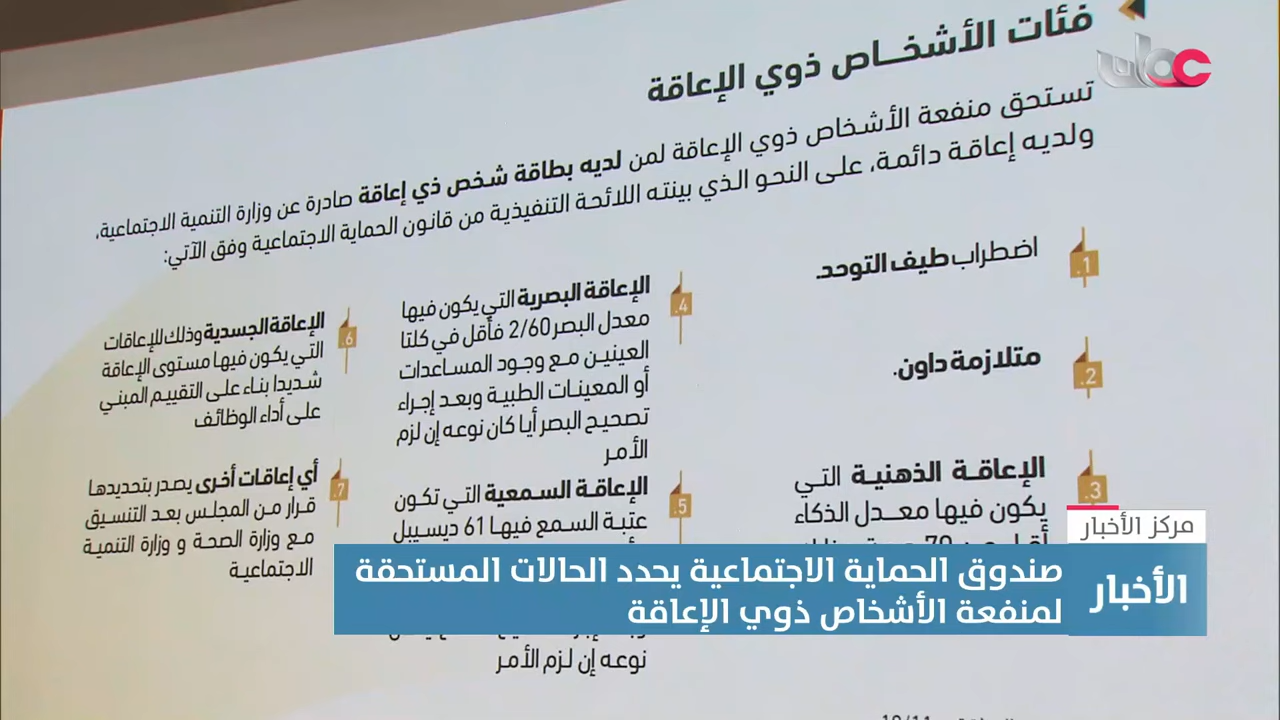 فئات الأشخاص ذوي الإعاقة
عمان
تستحق منفعة الأشخاص ذوي الإعاقة لمن لديه بطاقة شخص ذي إعاقة صادرة عن وزارة التنمية الاجتماعية،
ولديه إعاقة دائمة، على النحو الذي بينته اللائحة التنفيذية من قانون الحماية الاجتماعية وفق الآتي:
1. اضطراب طيف التوحد.
2. متلازمة داون.
3. الإعاقة الذهنية التي
يكون فيها معدل الذكاء
4. الإعاقة البصرية التي يكون فيها
معدل البصر 2/60 فأقل في كلتا
العينين مع وجود المساعدات
أو المعينات الطبية وبعد إجراء
تصحيح البصر أيا كان نوعه إن لزم
الأمر
5. الإعاقة السمعية التي تكون
عتبة السمع فيها 61 ديسيبل
نوعه إن لزم الأمر
6. الإعاقة الجسدية وذلك للإعاقات
التي يكون فيها مستوى الإعاقة
شديدا بناء على التقييم المبني
على أداء الوظائف
7. أي إعاقات أخرى يصدر بتحديدها
قرار من المجلس بعد التنسيق
مع وزارة الصحة و وزارة التنمية
الاجتماعية
مركز الأخبار
الأخبار
صندوق الحماية الاجتماعية يحدد الحالات المستحقة
لمنفعة الأشخاص ذوي الإعاقة